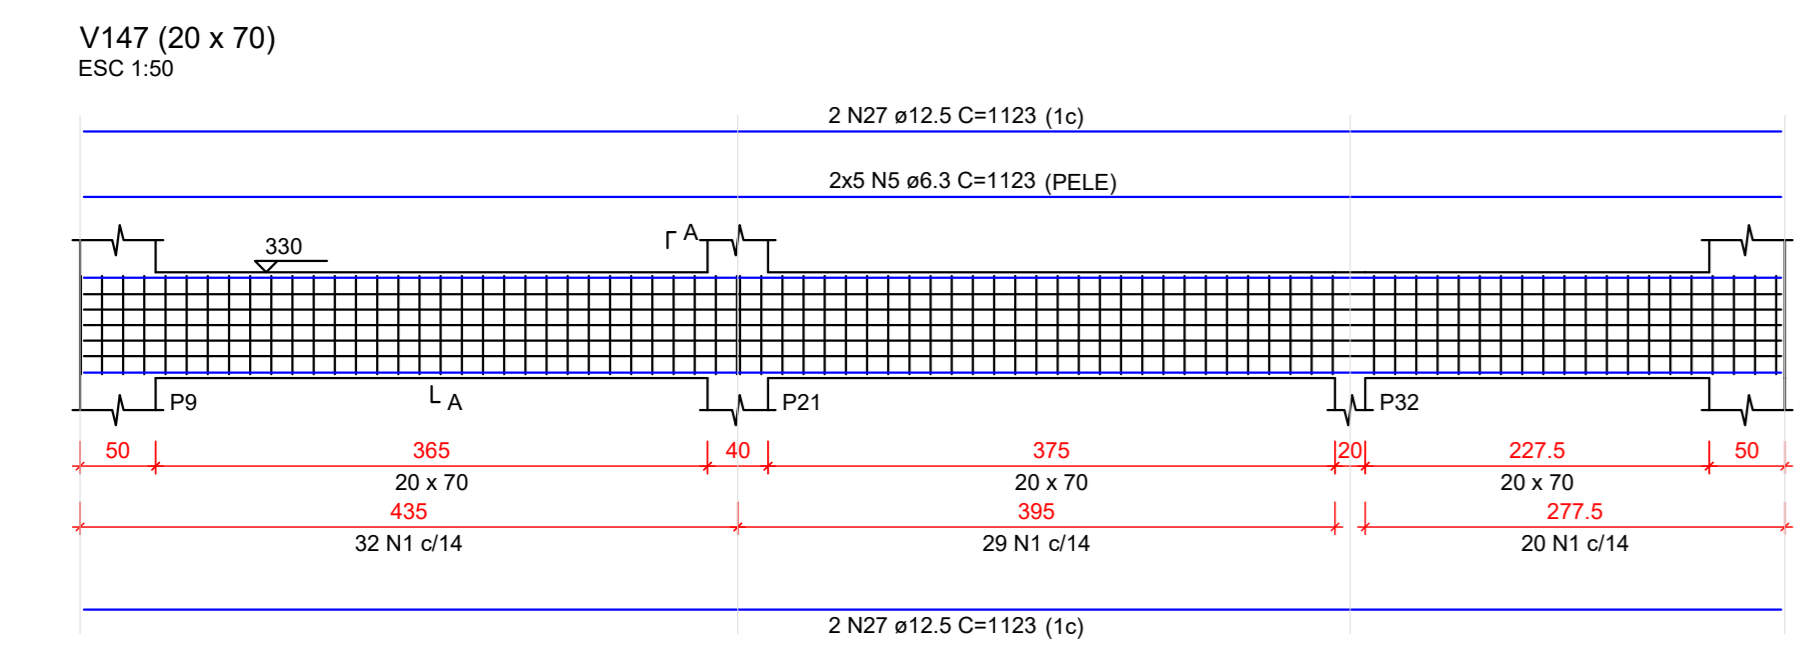 V147 (20 x 70)
ESC 1:50
2 N27 ø12.5 C=1123 (1c)
2x5 N5 ø6.3 C=1123 (PELE)
330
A
A
P9
P21
P32
50 365 40 375 20 227.5 50
20 x 70 20 x 70 20 x 70
435 395 277.5
32 N1 c/14 29 N1 c/14 20 N1 c/14
2 N27 ø12.5 C=1123 (1c)